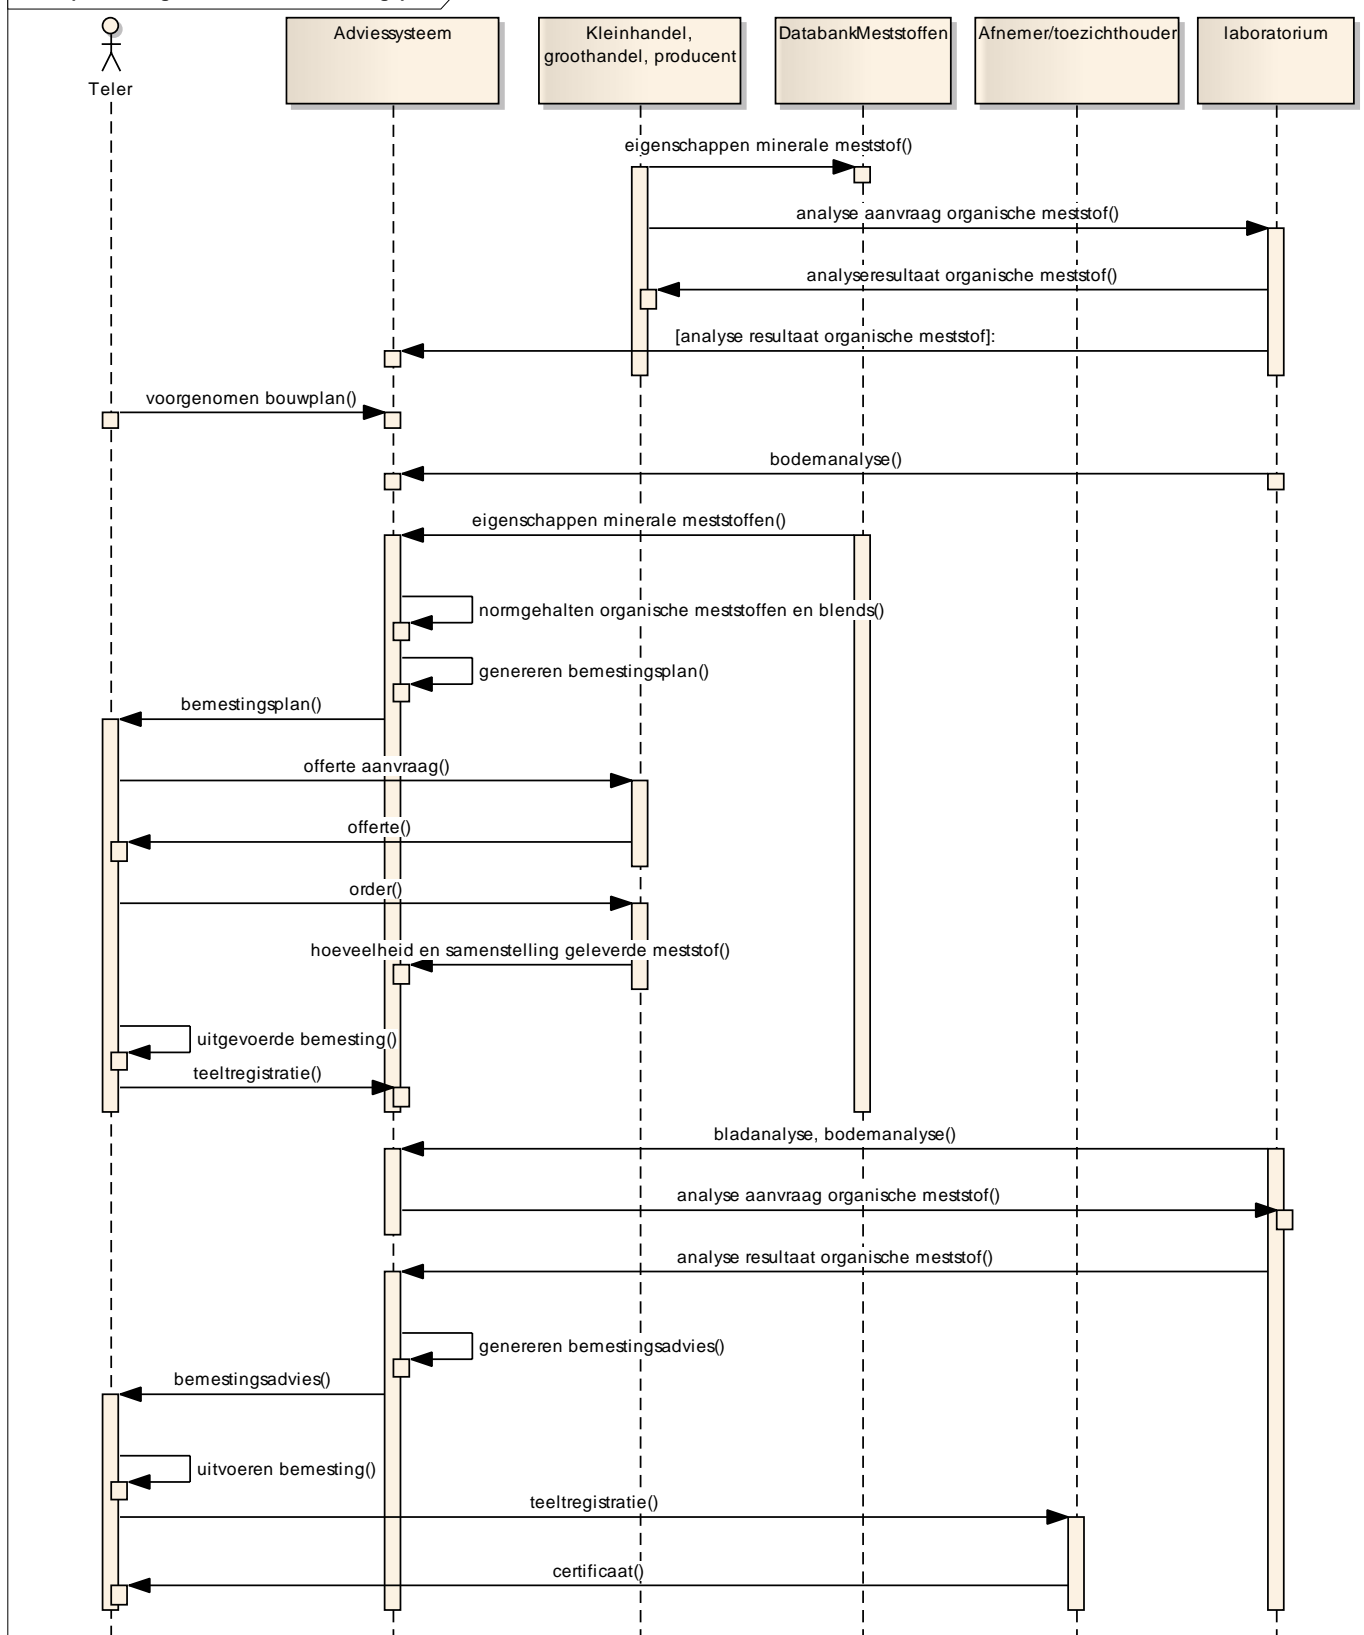 Teler
Adviessysteem
Kleinhandel,
groothandel, producent
DatabankMeststoffen
Afnemer/toezichthouder
laboratorium
eigenschappen minerale meststof()
analyse aanvraag organische meststof()
analyseresultaat organische meststof()
[analyse resultaat organische meststof]:
voorgenomen bouwplan()
bodemanalyse()
eigenschappen minerale meststoffen()
normgehalten organische meststoffen en blends()
genereren bemestingsplan()
bemestingsplan()
offerte aanvraag()
offerte()
order()
hoeveelheid en samenstelling geleverde meststof()
uitgevoerde bemesting()
teeltregistratie()
bladanalyse, bodemanalyse()
analyse aanvraag organische meststof()
analyse resultaat organische meststof()
genereren bemestingsadvies()
bemestingsadvies()
uitvoeren bemesting()
teeltregistratie()
certificaat()